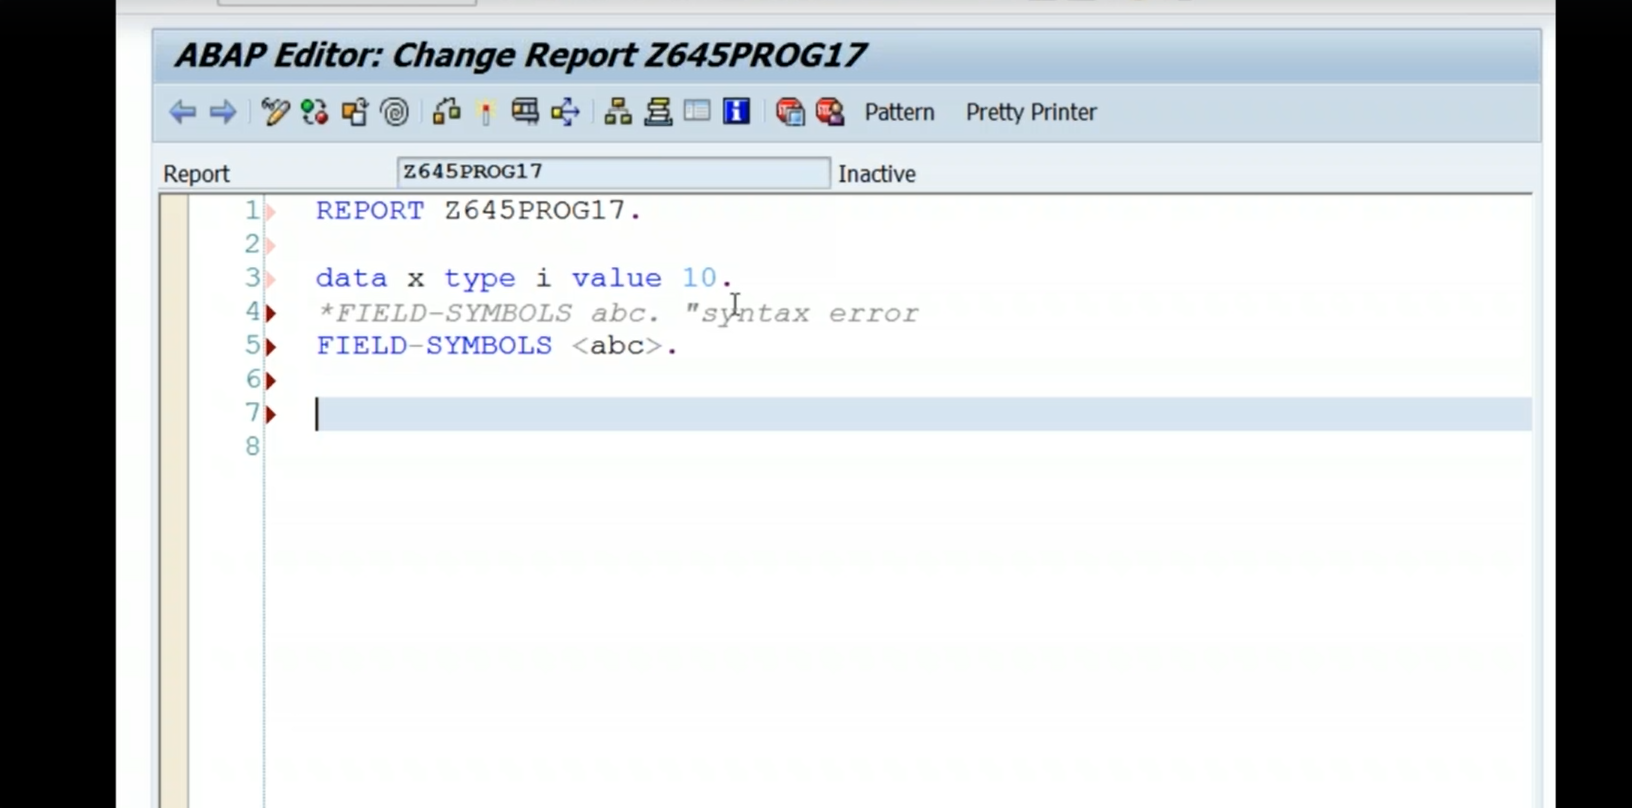 ABAP Editor: Change Report Z645PROG17
Pattern Pretty Printer
Report Z645PROG17 Inactive
1 REPORT Z645PROG17.
2
3 data x type i value 10.
4 *FIELD-SYMBOLS abc. "syntax error
5 FIELD-SYMBOLS <abc>.
6
7
8